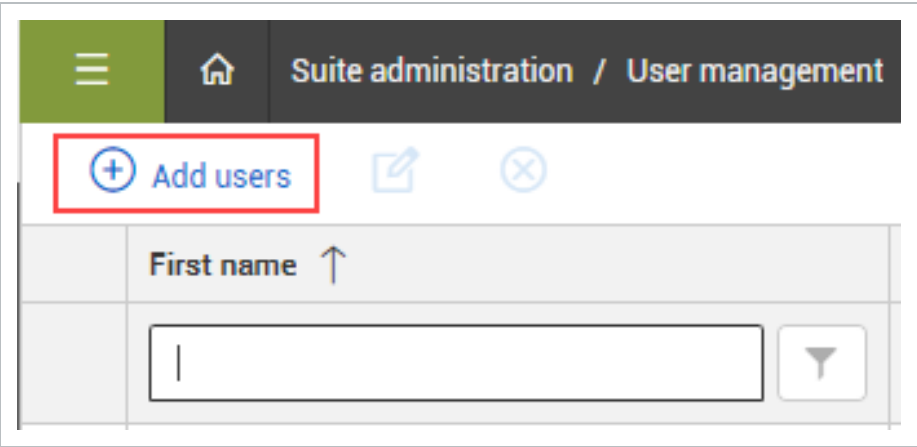 Suite administration / User management
Add users
First name ↑